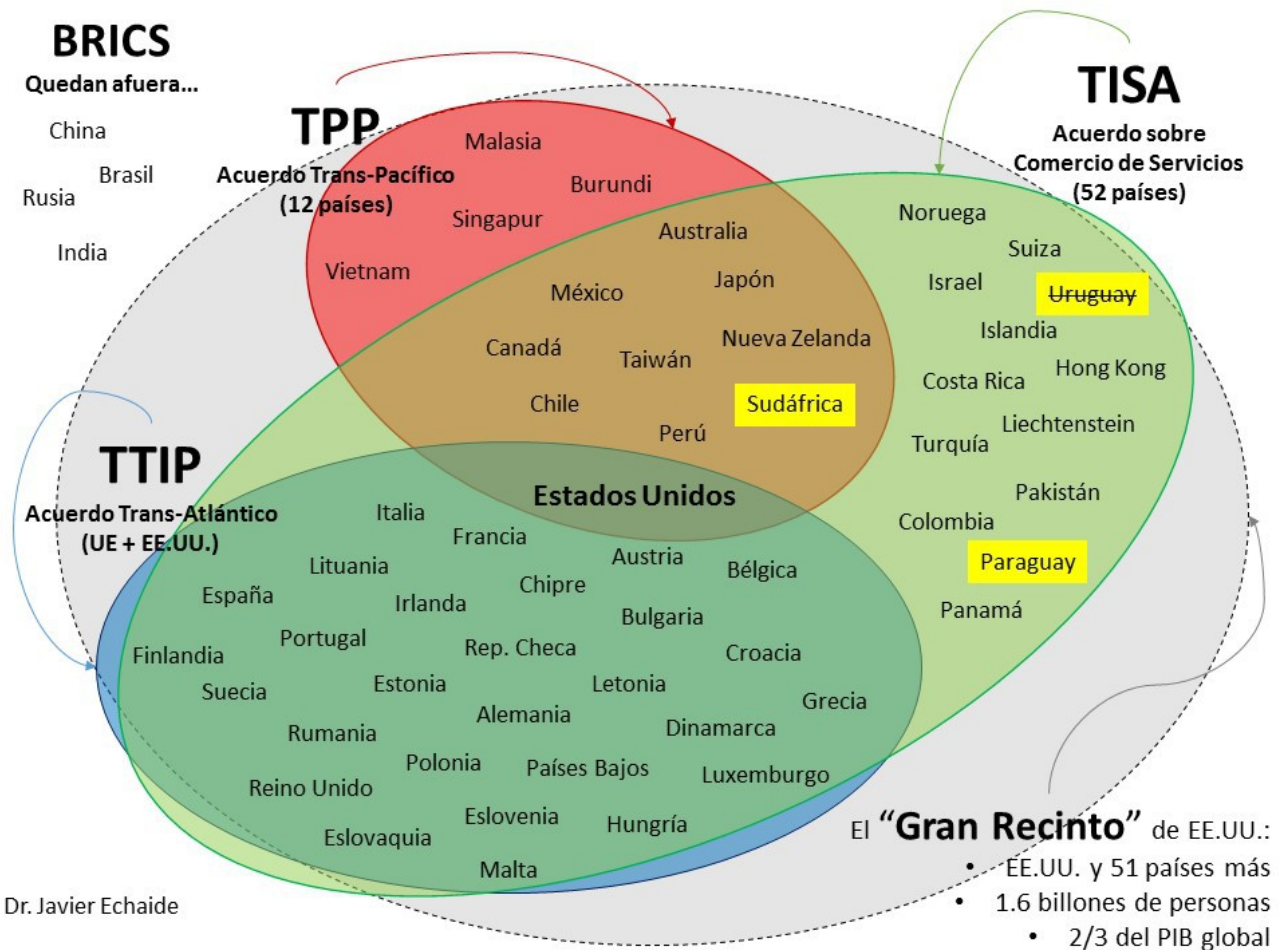 BRICS
Quedan afuera...
China
Brasil
Rusia
India
TPP
Acuerdo Trans-Pacífico
(12 países)
TISA
Acuerdo sobre
Comercio de Servicios
(52 países)
Malasia
Burundi
Singapur
Vietnam
Australia
Japón
México
Nueva Zelanda
Canadá
Taiwán
Chile
Sudáfrica
Perú
Noruega
Suiza
Israel
Uruguay
Islandia
Hong Kong
Costa Rica
Liechtenstein
Turquía
Pakistán
Colombia
Paraguay
Panamá
TTIP
Acuerdo Trans-Atlántico
(UE + EE.UU.)
Estados Unidos
Italia
Francia
Austria
Bélgica
Lituania
Chipre
España
Irlanda
Bulgaria
Portugal
Rep. Checa
Croacia
Finlandia
Suecia
Estonia
Letonia
Grecia
Alemania
Dinamarca
Rumania
Polonia
Países Bajos
Luxemburgo
Reino Unido
Eslovenia
Hungría
Eslovaquia
Malta
El “Gran Recinto” de EE.UU.:
• EE.UU. y 51 países más
• 1.6 billones de personas
• 2/3 del PIB global
Dr. Javier Echaide